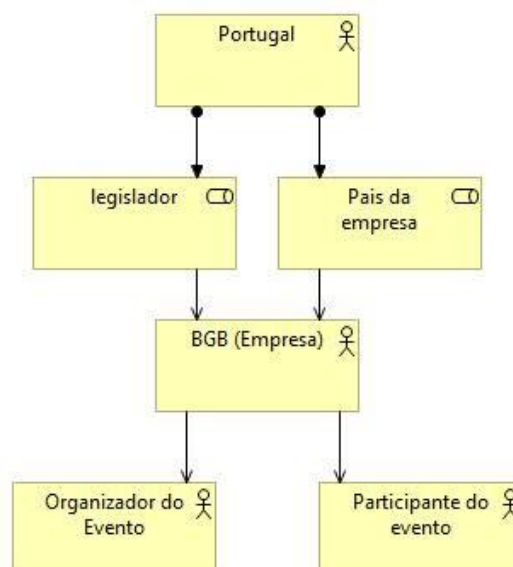 Portugal
legislador
Pais da
empresa
BGB (Empresa)
Organizador do
Evento
Participante do
evento